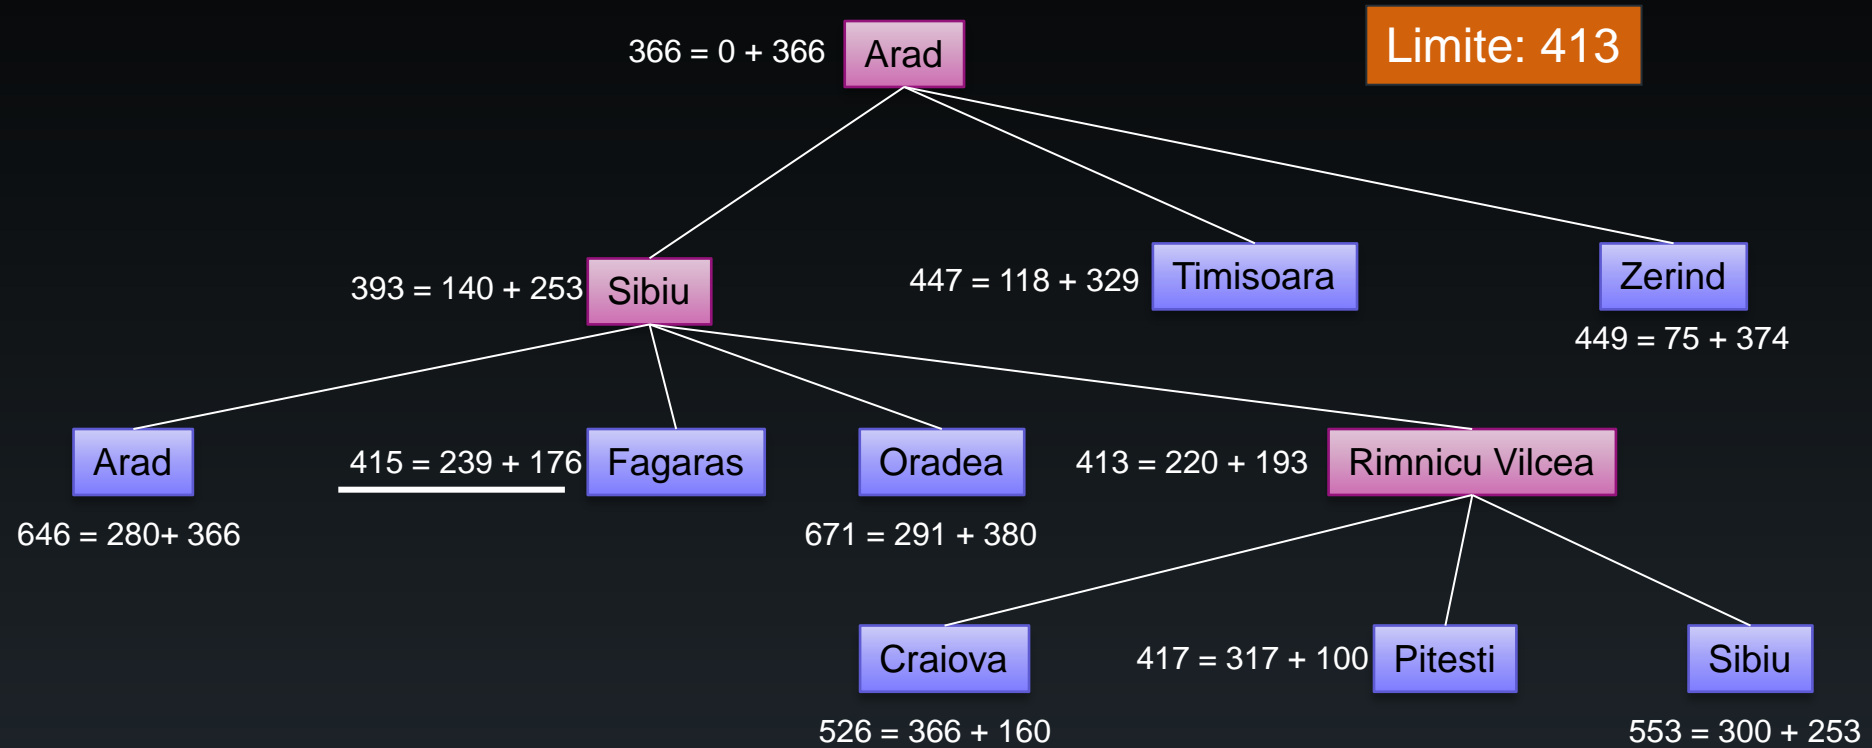 366 = 0 + 366
Arad
Limite: 413
393 = 140 + 253
Sibiu
447 = 118 + 329
Timisoara
Zerind
449 = 75 + 374
Arad
415 = 239 + 176
Fagaras
Oradea
413 = 220 + 193
Rimnicu Vilcea
646 = 280+ 366
671 = 291 + 380
Craiova
417 = 317 + 100
Pitesti
Sibiu
526 = 366 + 160
553 = 300 + 253